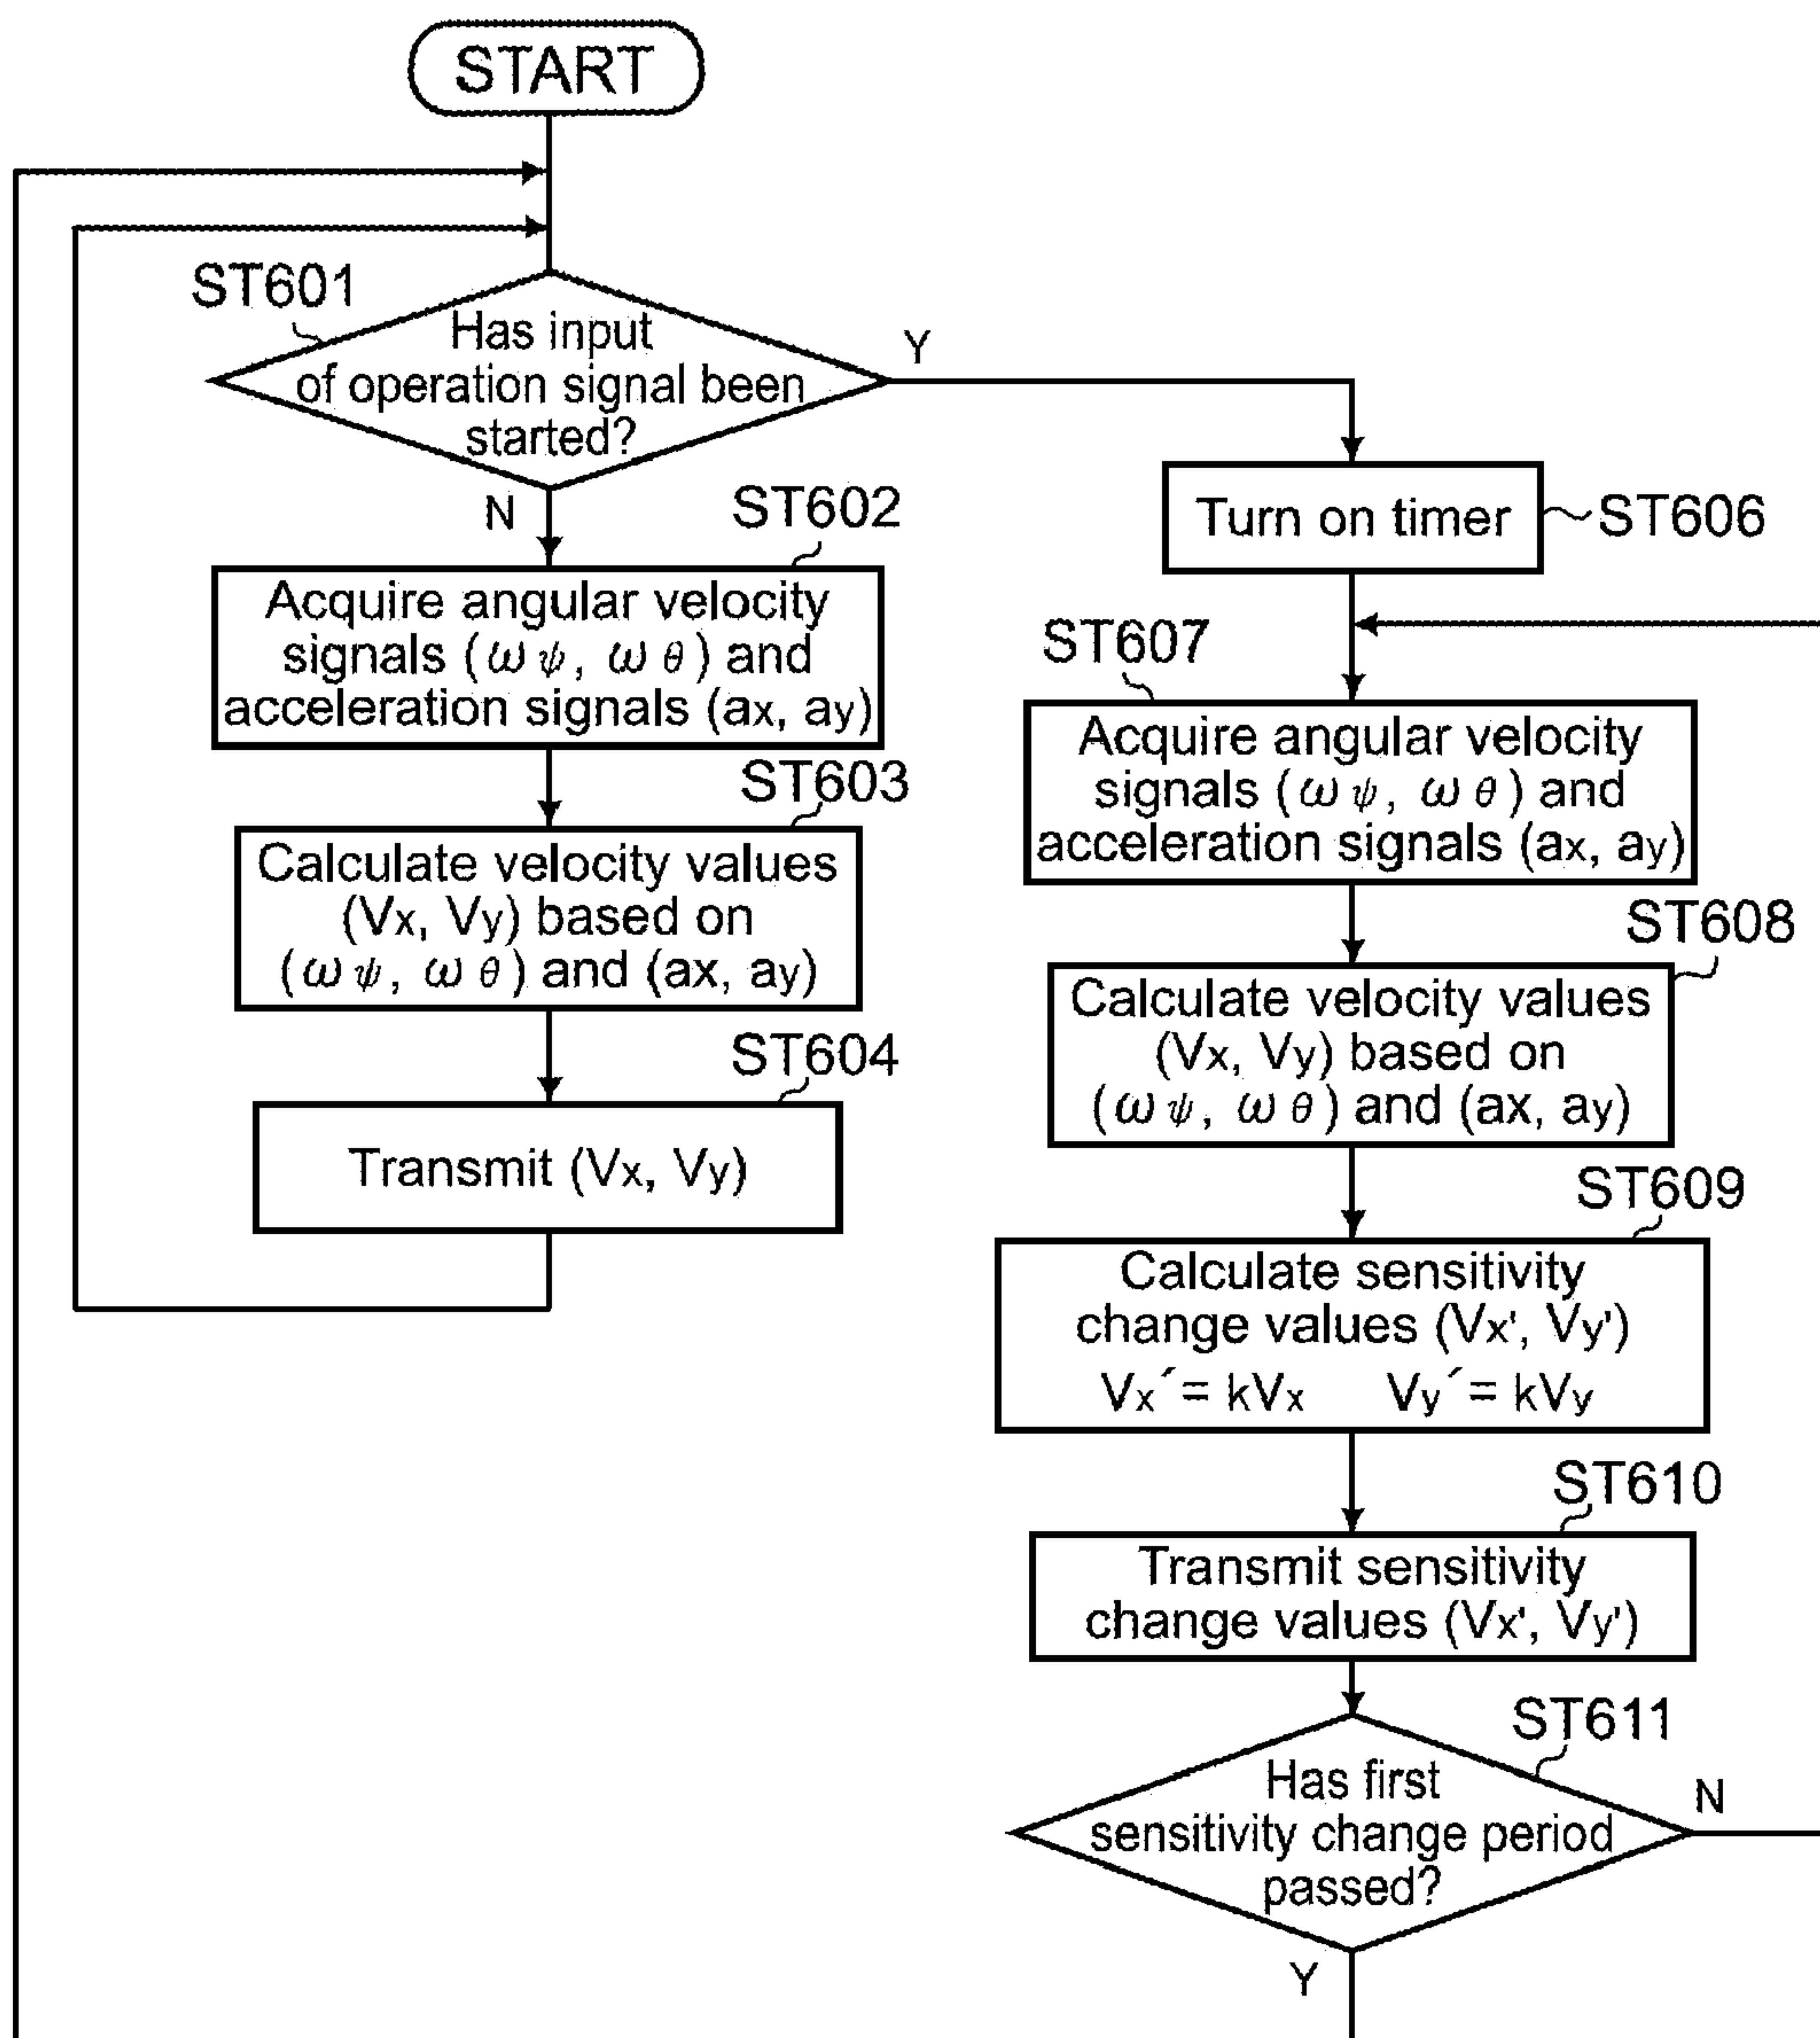 START
ST601
Has input
of operation signal been
started?
Y
N
ST602
Acquire angular velocity
signals (ωψ, ωθ) and
acceleration signals (ax, ay)
ST603
Calculate velocity values
(Vx, Vy) based on
(ωψ, ωθ) and (ax, ay)
ST604
Transmit (Vx, Vy)
Turn on timer
ST606
ST607
Acquire angular velocity
signals (ωψ, ωθ) and
acceleration signals (ax, ay)
ST608
Calculate velocity values
(Vx, Vy) based on
(ωψ, ωθ) and (ax, ay)
ST609
Calculate sensitivity
change values (Vx', Vy')
Vx´= kVx Vy´= kVy
ST610
Transmit sensitivity
change values (Vx', Vy')
ST611
Has first
sensitivity change period
passed?
N
Y